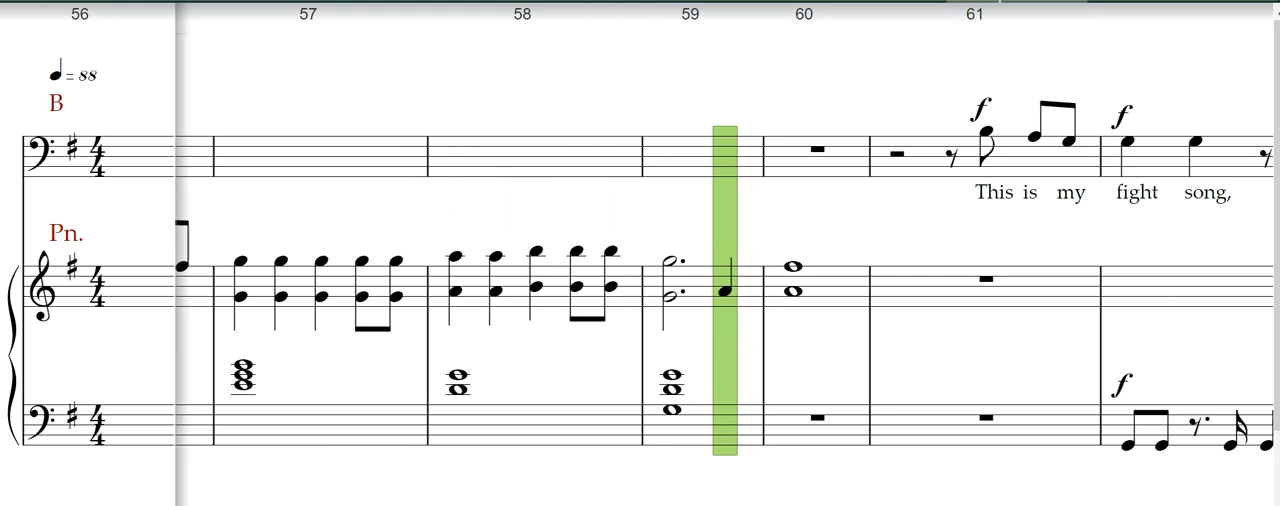 56 57 58 59 60 61
= 88
B
f f
This is my fight song,
Pn.
f